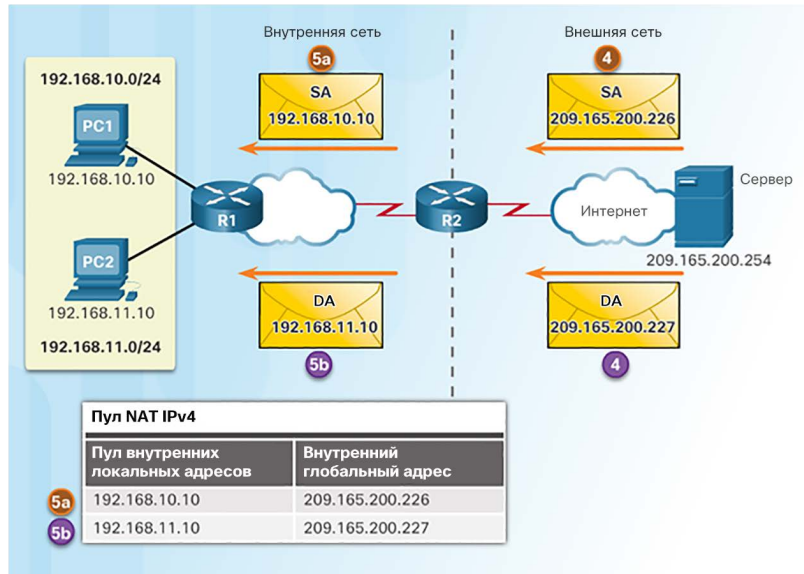 Внутренняя сеть
Внешняя сеть
5a
4
192.168.10.0/24
SA
192.168.10.10
SA
209.165.200.226
PC1
192.168.10.10
Сервер
R1
R2
Интернет
PC2
209.165.200.254
192.168.11.10
DA
192.168.11.10
DA
209.165.200.227
192.168.11.0/24
5b
4
Пул NAT IPv4
Пул внутренних
локальных адресов
Внутренний
глобальный адрес
5a
192.168.10.10
209.165.200.226
5b
192.168.11.10
209.165.200.227